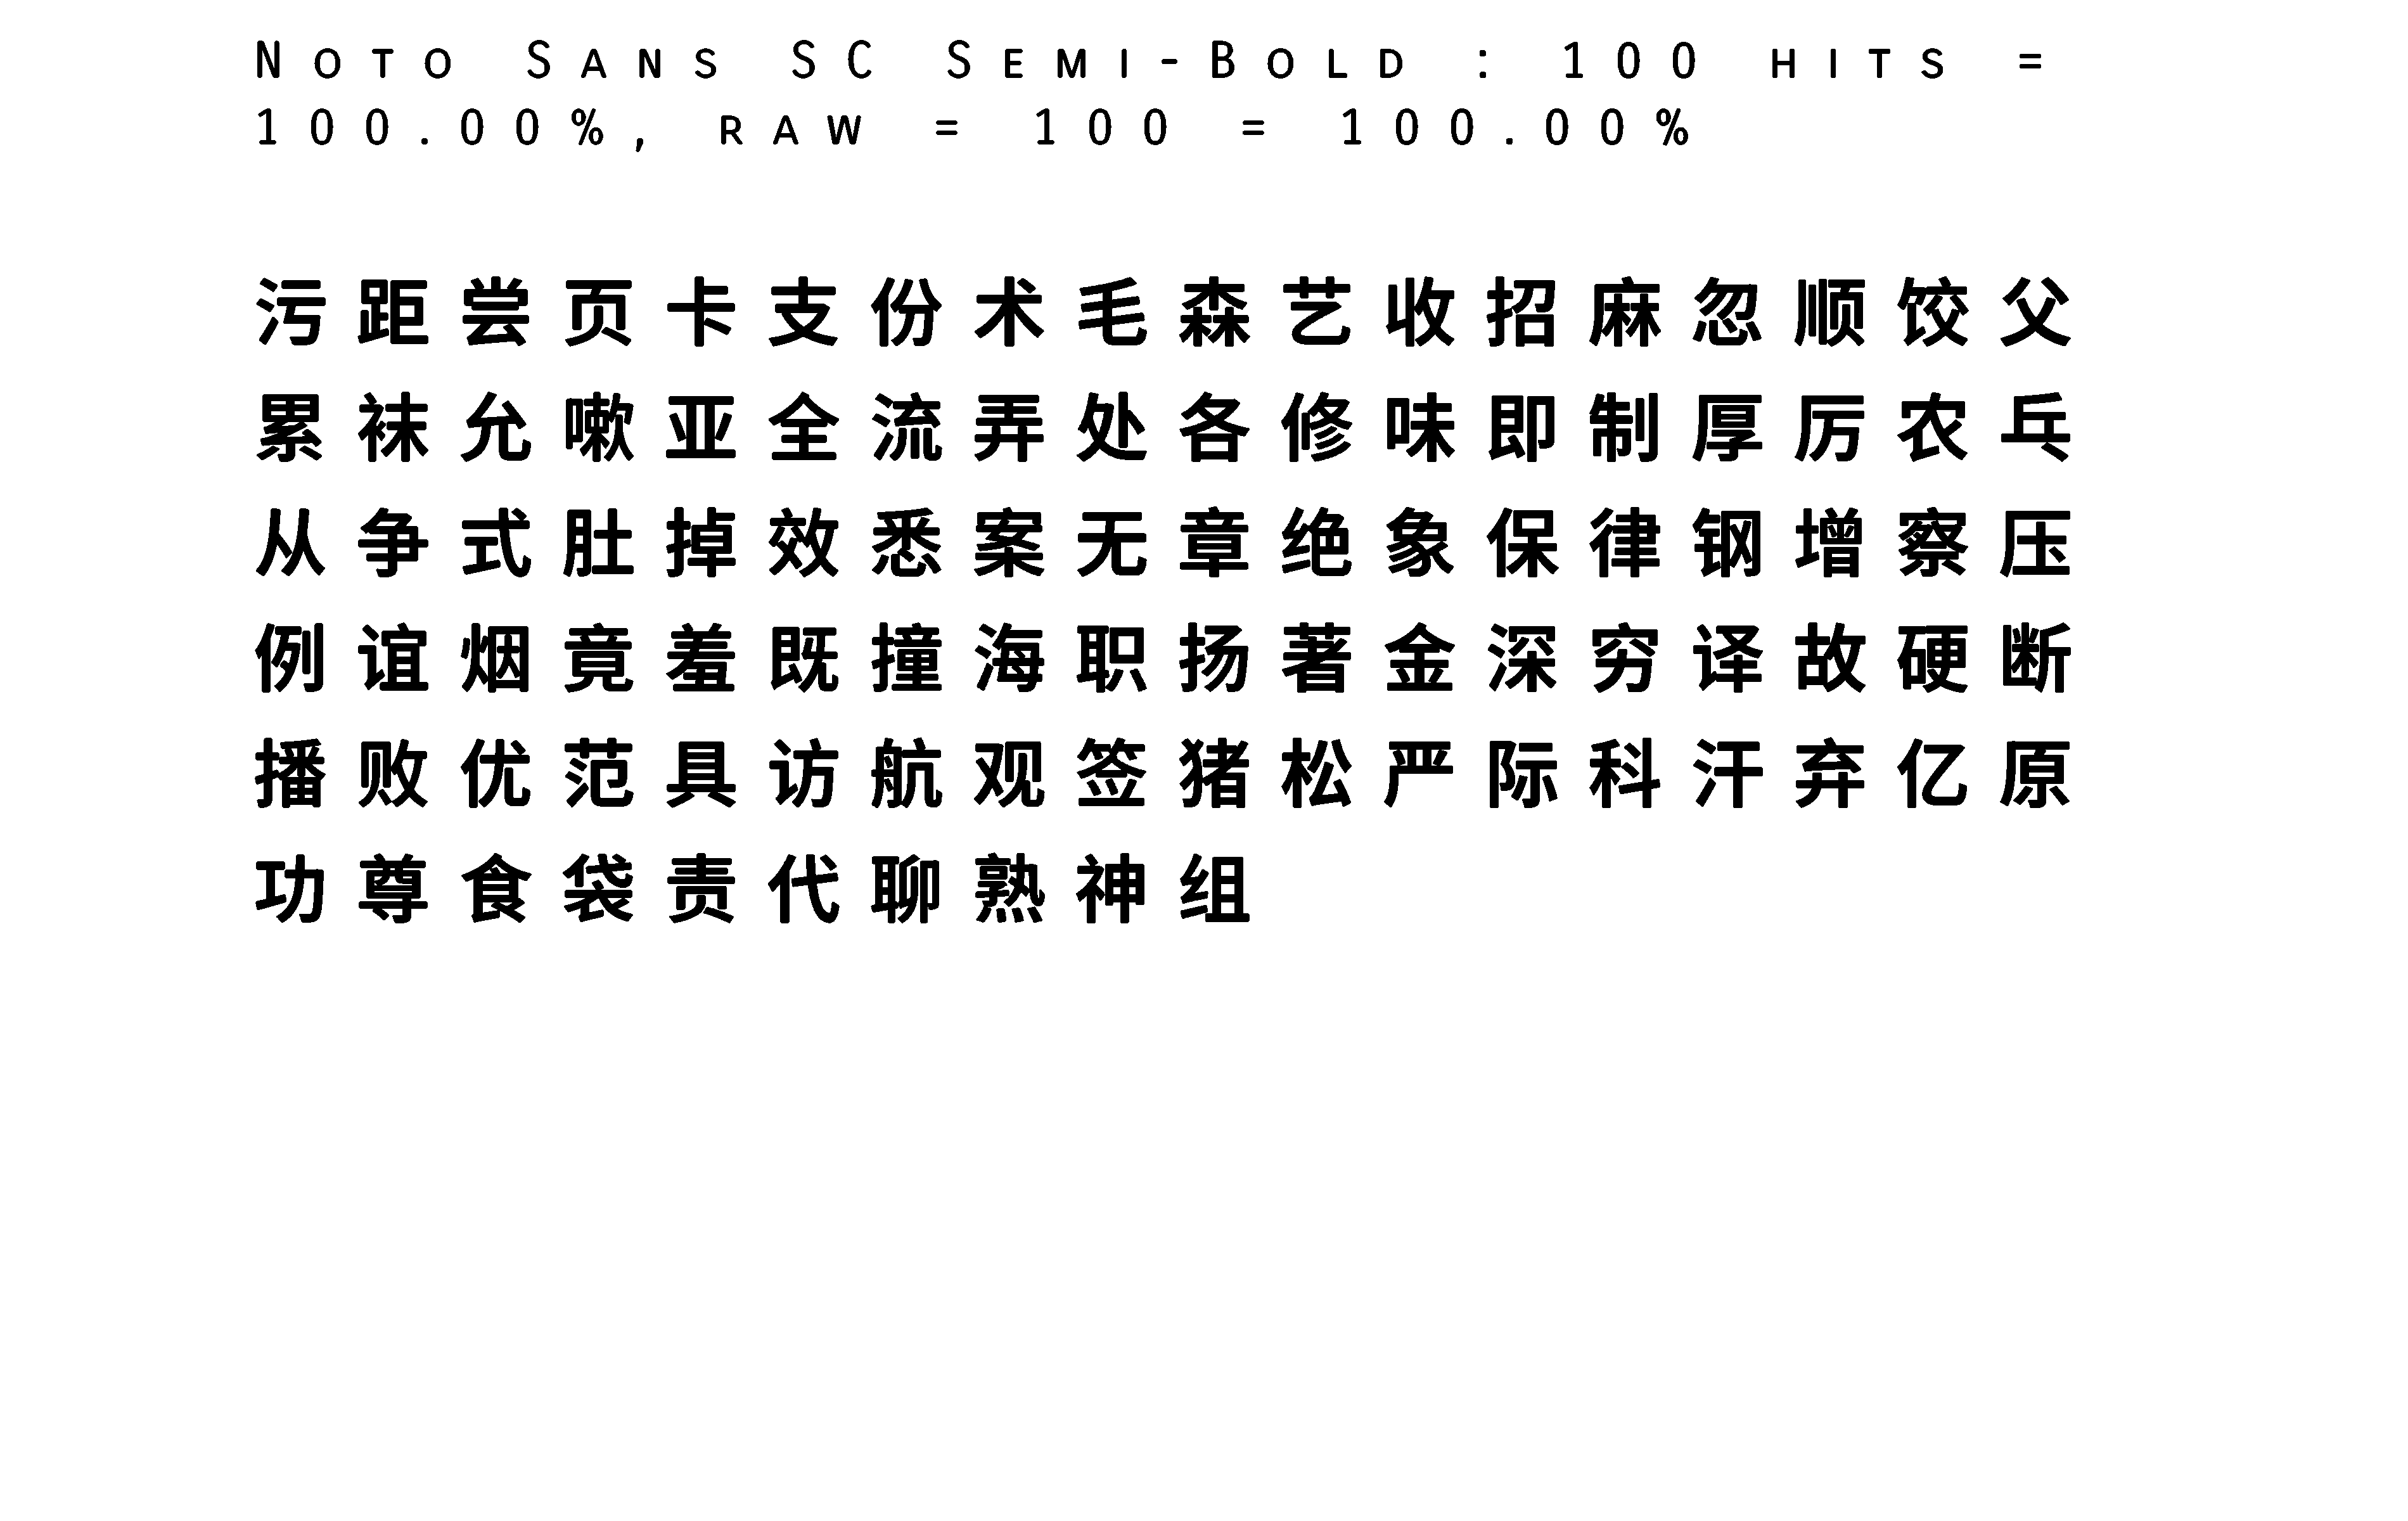 Noto Sans SC Semi-Bold : 100 hits =
100.00%, raw = 100 = 100.00%
污距尝页卡支份术毛森艺收招麻忽顺饺父
累袜允嗽亚全流弄处各修味即制厚厉农乓
从争式肚掉效悉案无章绝象保律钢增察压
例谊烟竟羞既撞海职扬著金深穷译故硬断
播败优范具访航观签猪松严际科汗弃亿原
功尊食袋责代聊熟神组